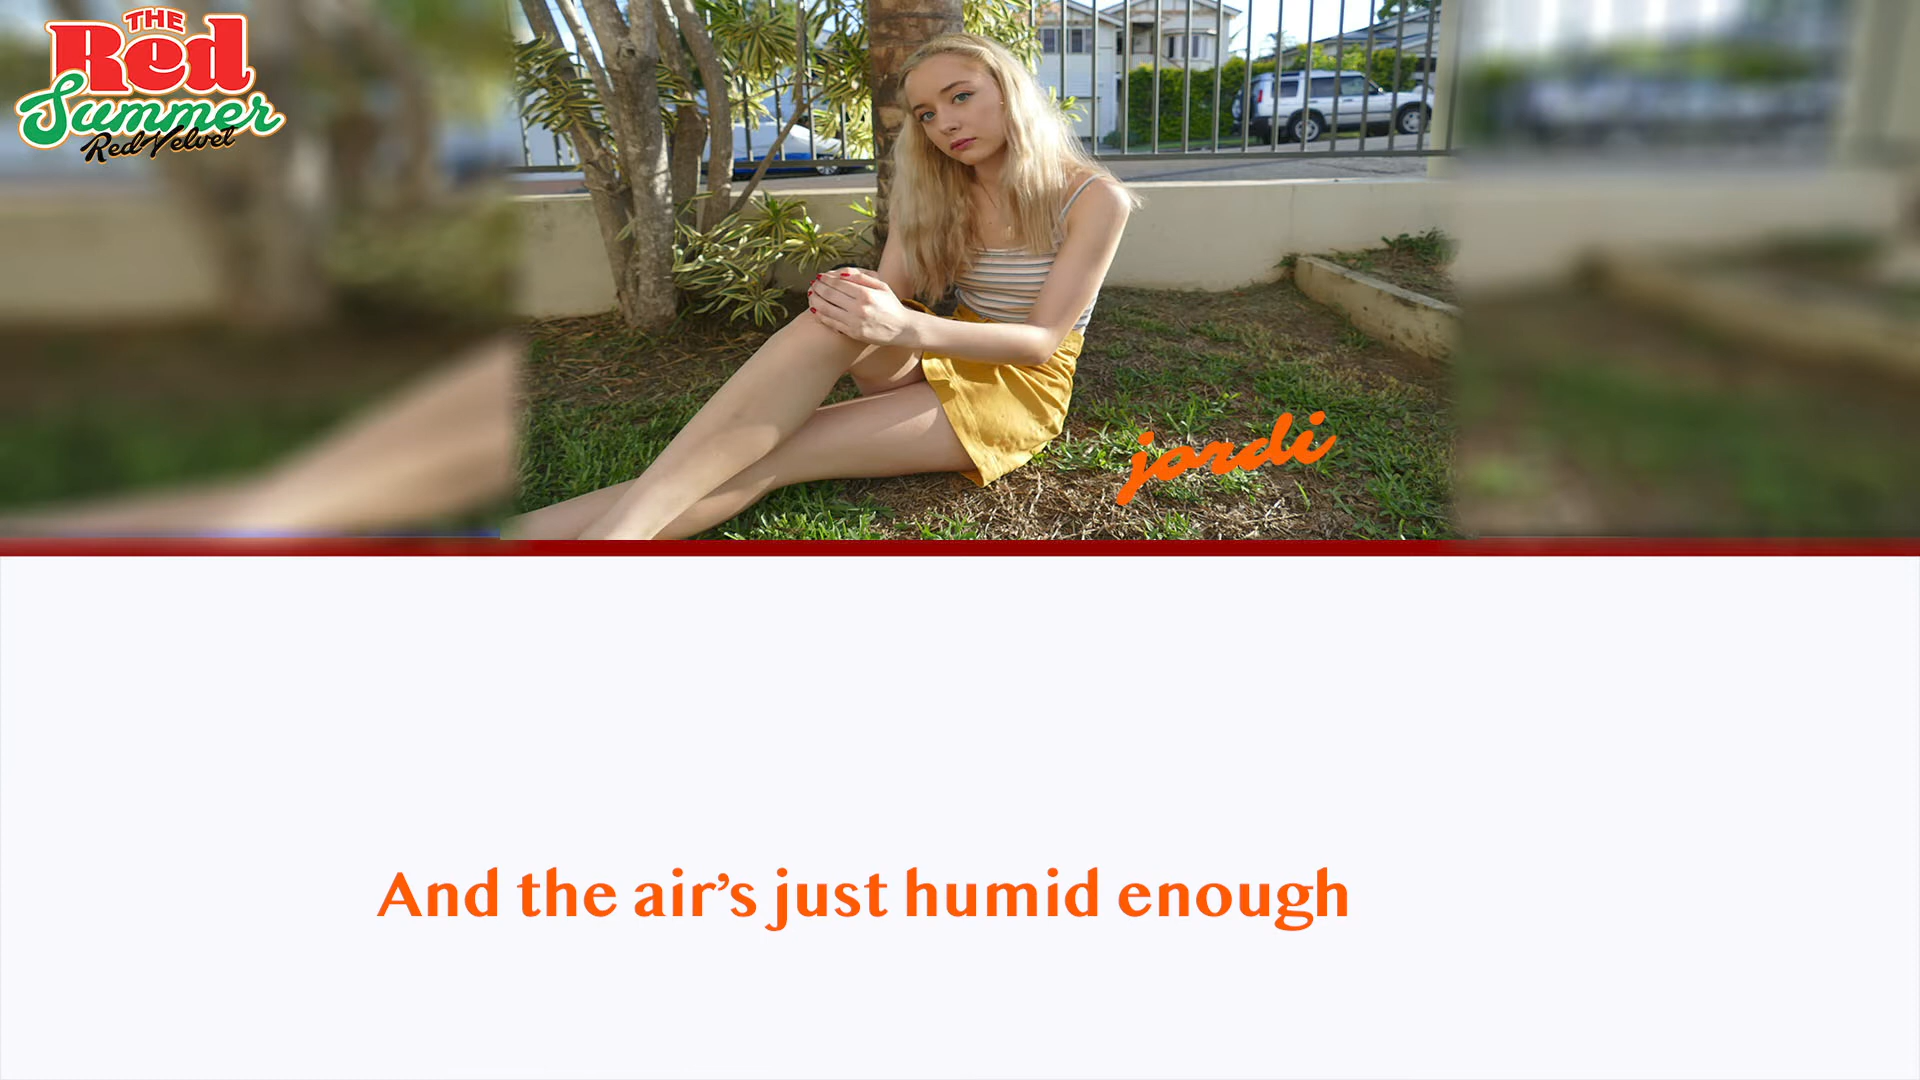 THE
Red
Summer
Red Velvet
jordi
And the air's just humid enough